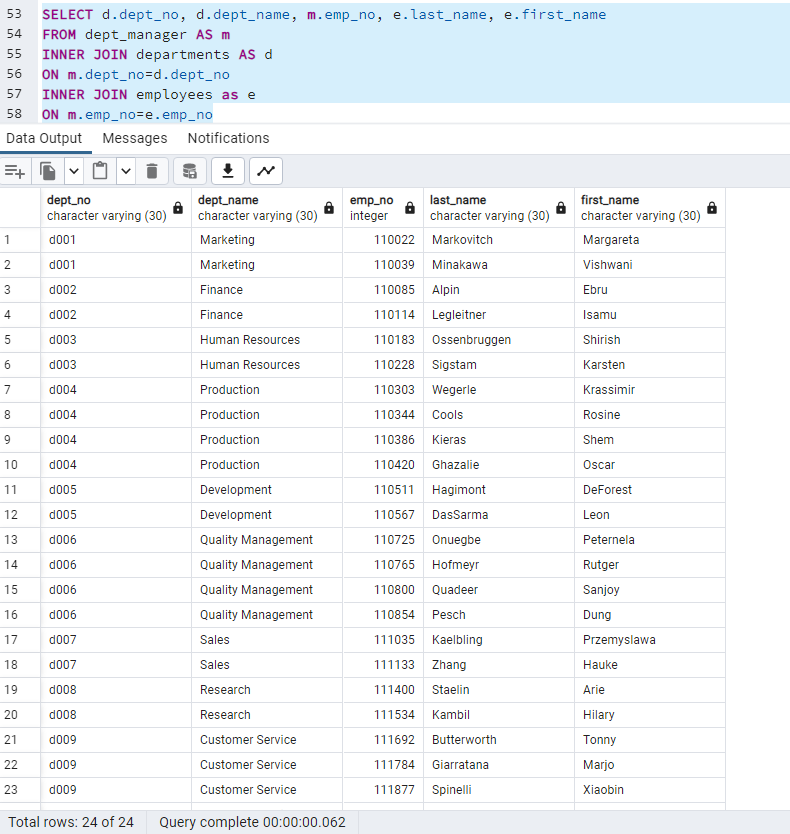 53 SELECT d.dept_no, d.dept_name, m.emp_no, e.last_name, e.first_name
54 FROM dept_manager AS m
55 INNER JOIN departments AS d
56 ON m.dept_no=d.dept_no
57 INNER JOIN employees as e
58 ON m.emp_no=e.emp_no
Data Output Messages Notifications
dept_no dept_name emp_no last_name first_name
character varying (30) character varying (30) integer character varying (30) character varying (30)
1 d001 Marketing 110022 Markovitch Margareta
2 d001 Marketing 110039 Minakawa Vishwani
3 d002 Finance 110085 Alpin Ebru
4 d002 Finance 110114 Legleitner Isamu
5 d003 Human Resources 110183 Ossenbruggen Shirish
6 d003 Human Resources 110228 Sigstam Karsten
7 d004 Production 110303 Wegerle Krassimir
8 d004 Production 110344 Cools Rosine
9 d004 Production 110386 Kieras Shem
10 d004 Production 110420 Ghazalie Oscar
11 d005 Development 110511 Hagimont DeForest
12 d005 Development 110567 DasSarma Leon
13 d006 Quality Management 110725 Onuegbe Peternela
14 d006 Quality Management 110765 Hofmeyr Rutger
15 d006 Quality Management 110800 Quadeer Sanjoy
16 d006 Quality Management 110854 Pesch Dung
17 d007 Sales 111035 Kaelbling Przemyslawa
18 d007 Sales 111133 Zhang Hauke
19 d008 Research 111400 Staelin Arie
20 d008 Research 111534 Kambil Hilary
21 d009 Customer Service 111692 Butterworth Tonny
22 d009 Customer Service 111784 Giarratana Marjo
23 d009 Customer Service 111877 Spinelli Xiaobin
Total rows: 24 of 24 Query complete 00:00:00.062